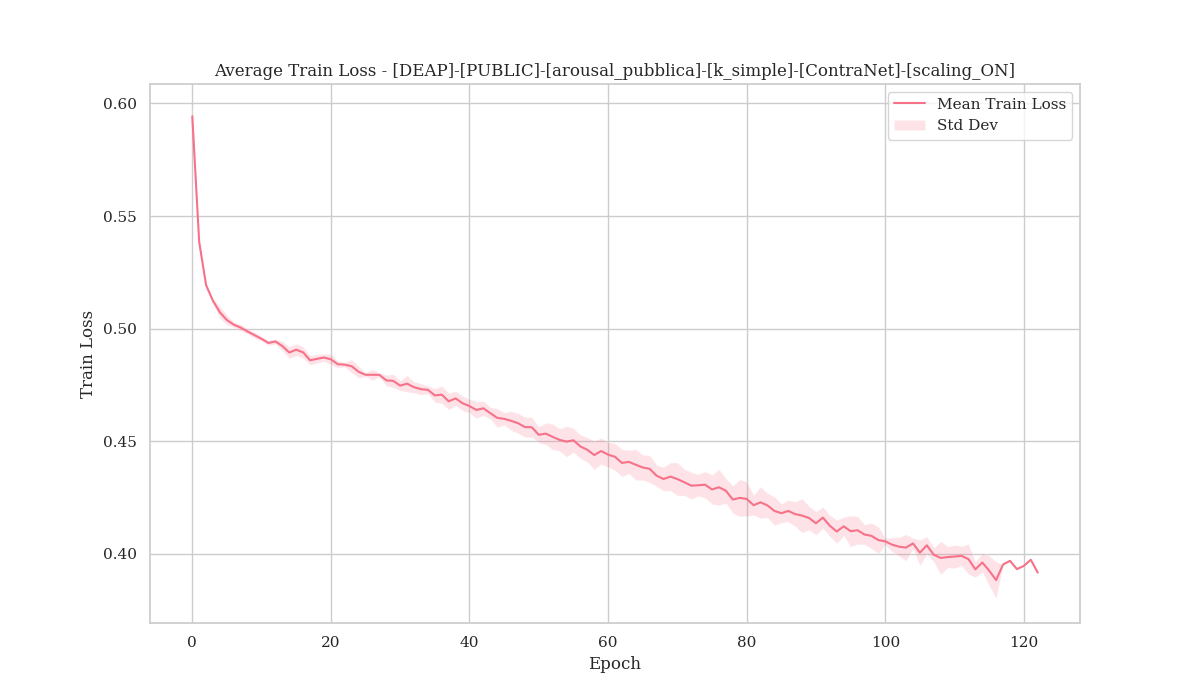 Average Train Loss - [DEAP]-[PUBLIC]-[arousal_pubblica]-[k_simple]-[ContraNet]-[scaling_ON]
Mean Train Loss
Std Dev
0.60
0.55
0.50
0.45
0.40
Train Loss
0 20 40 60 80 100 120
Epoch